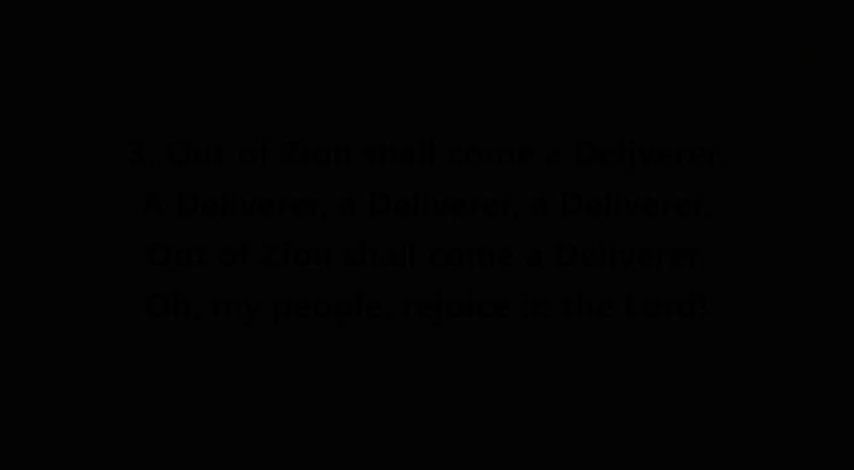 3. Out of Zion shall come a Deliverer,
A Deliverer, a Deliverer, a Deliverer.
Out of Zion shall come a Deliverer
Oh, my people, rejoice in the Lord!